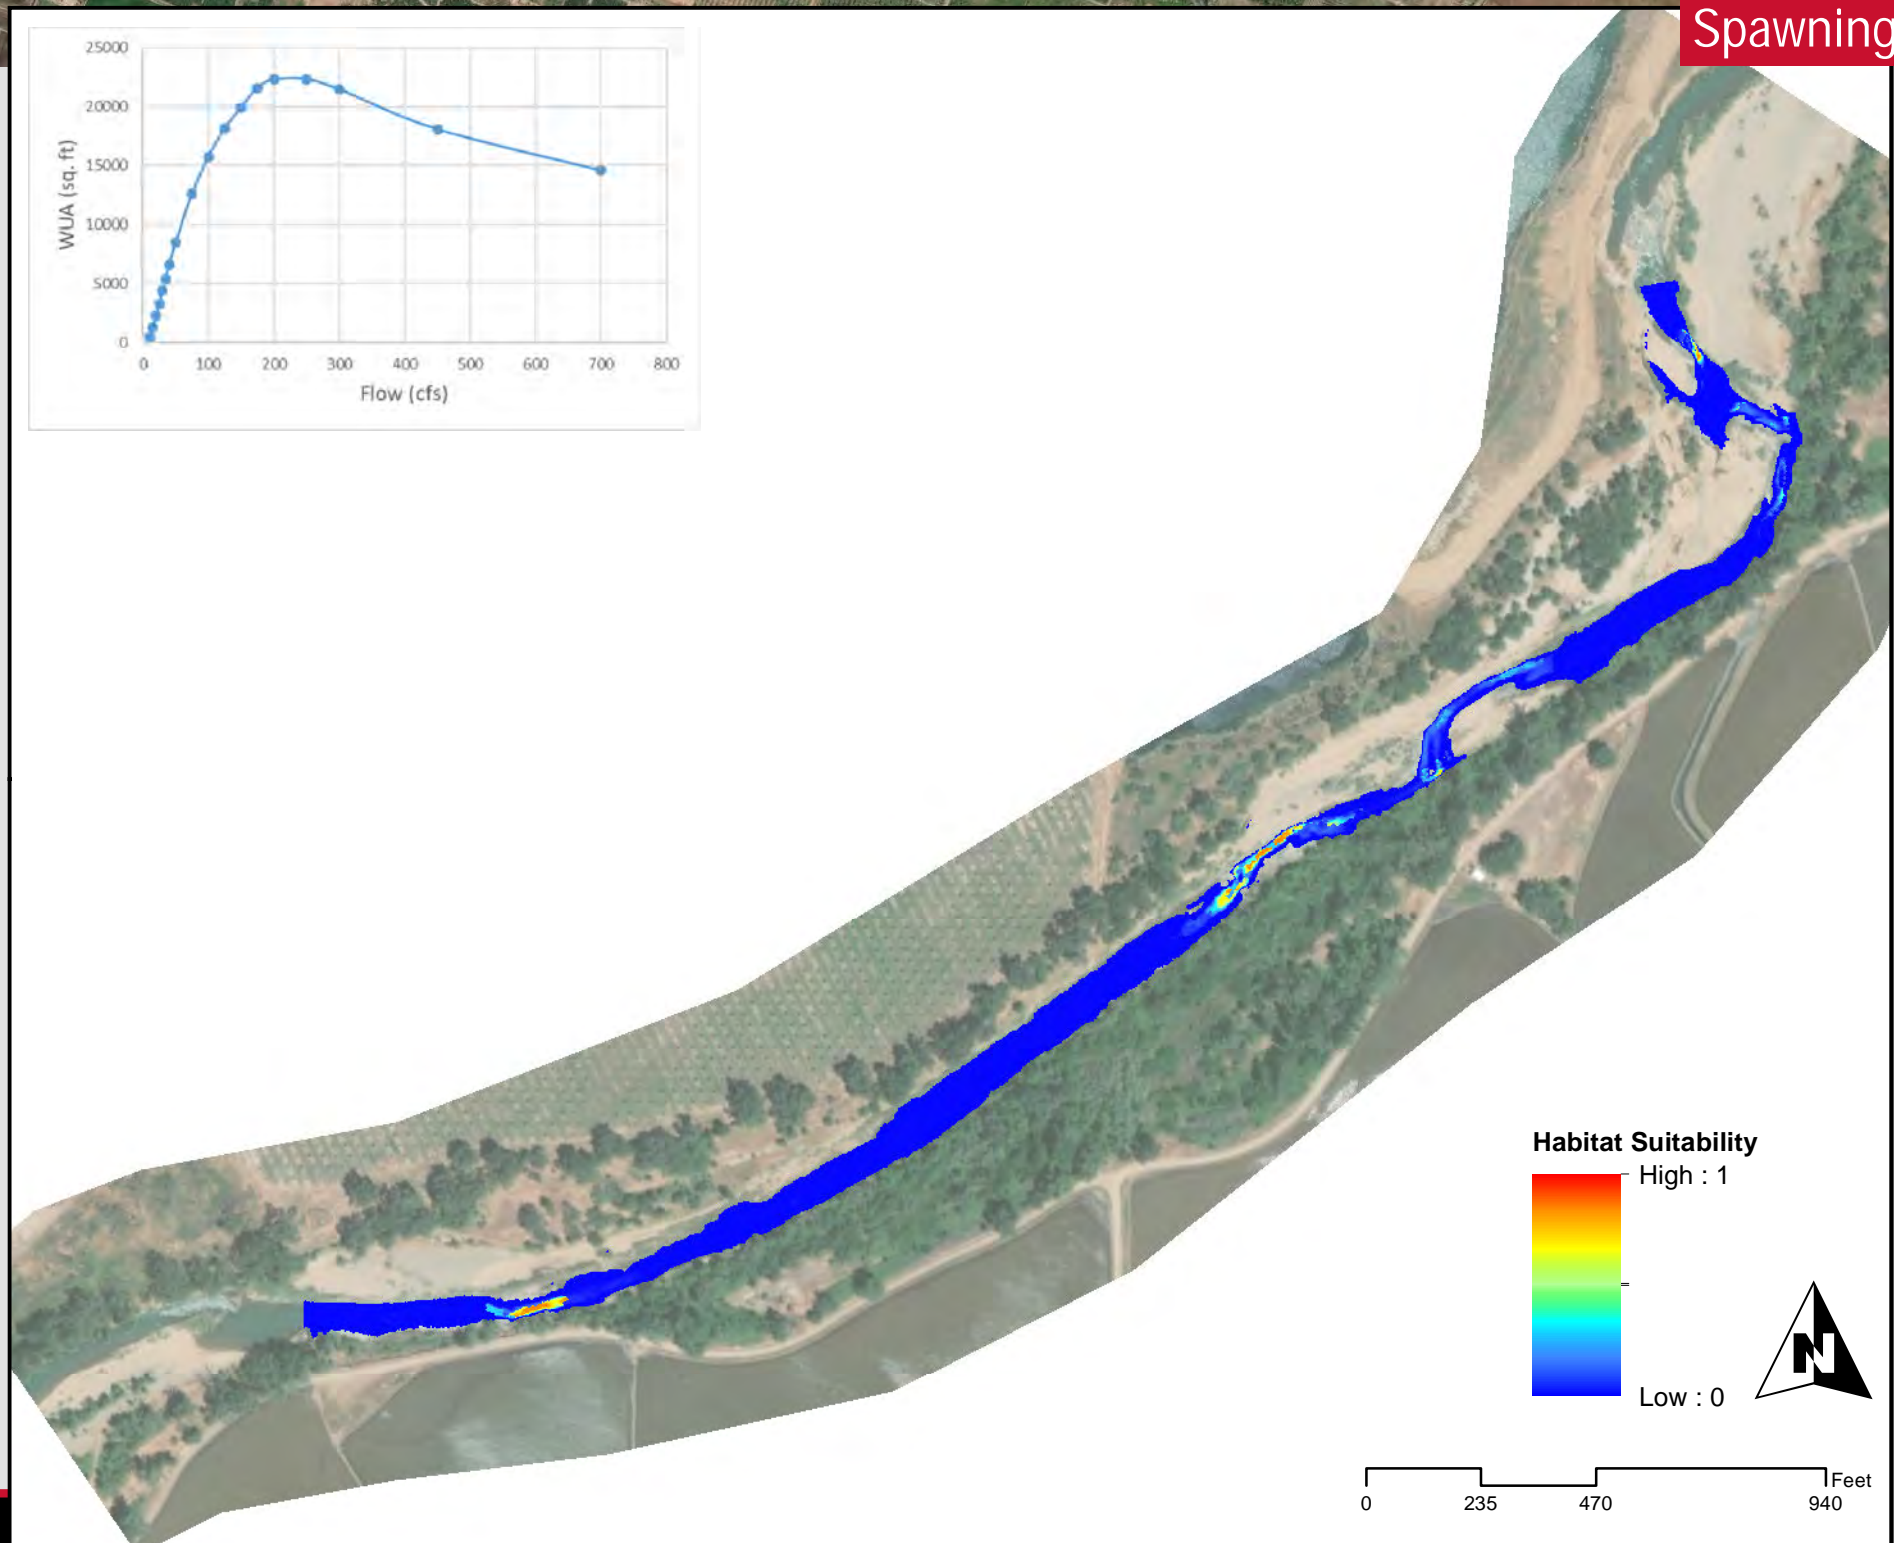 Spawning
25000
20000
15000
10000
5000
0
WUA (sq. ft)
0 100 200 300 400 500 600 700 800
Flow (cfs)
Habitat Suitability
High : 1
Low : 0
N
Feet
0 235 470 940